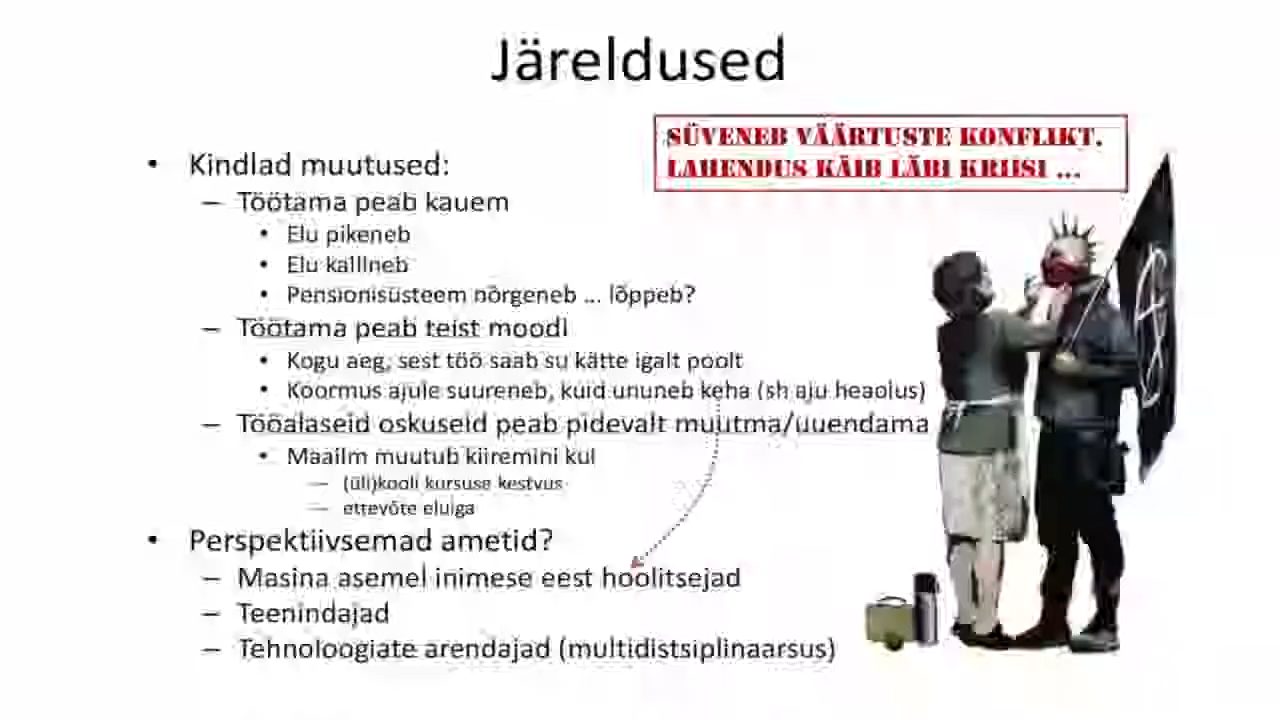 Järeldused
SÜVENEB VÄÄRTUSTE KONFLIKT.
LAHENDUS KÄIB LÄBI KRIISI ...
• Kindlad muutused:
– Töötama peab kauem
• Elu pikeneb
• Elu kallineb
• Pensionisüsteem nõrgeneb ... lõppeb?
– Töötama peab teist moodi
• Kogu aeg, sest töö saab su kätte igalt poolt
• Koormus ajule suureneb, kuid ununeb keha (sh aju heaolus)
– Tööalaseid oskuseid peab pidevalt muutma/uuendama
• Maailm muutub kiiremini kui
— (üli)kooli kursuse kestvus
— ettevõte eluiga
• Perspektiivsemad ametid?
– Masina asemel inimese eest hoolitsejad
– Teenindajad
– Tehnoloogiate arendajad (multidistsiplinaarsus)